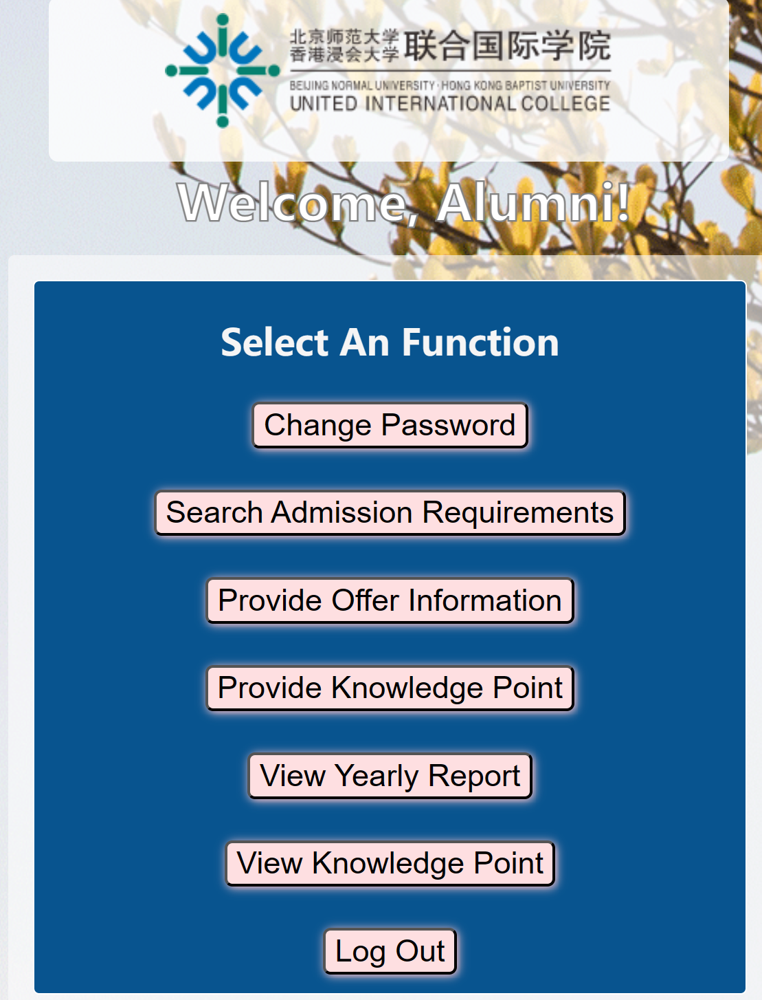 北京师范大学
香港浸会大学
联合国际学院
BEIJING NORMAL UNIVERSITY · HONG KONG BAPTIST UNIVERSITY
UNITED INTERNATIONAL COLLEGE
Welcome, Alumni!
Select An Function
Change Password
Search Admission Requirements
Provide Offer Information
Provide Knowledge Point
View Yearly Report
View Knowledge Point
Log Out